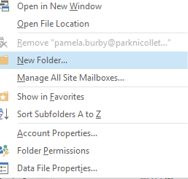 Open in New Window
Open File Location
Remove "pamela.burby@parknicollet..."
New Folder...
Manage All Site Mailboxes...
Show in Favorites
Sort Subfolders A to Z
Account Properties...
Folder Permissions
Data File Properties...